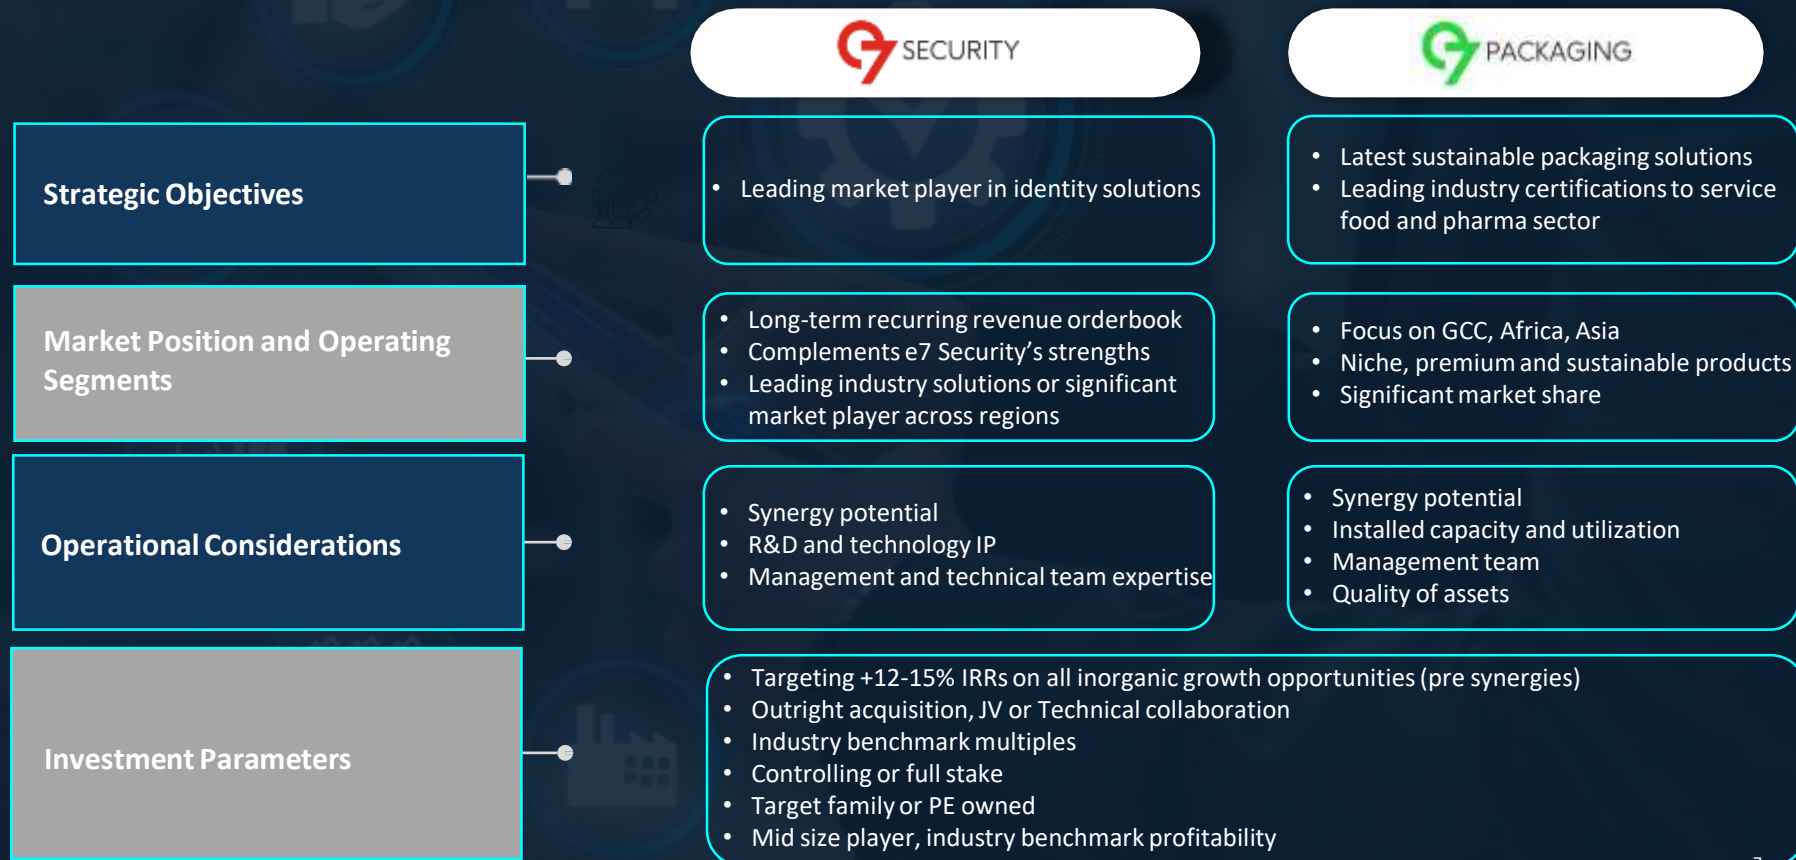 e7 SECURITY
e7 PACKAGING
Strategic Objectives
• Leading market player in identity solutions
• Latest sustainable packaging solutions
• Leading industry certifications to service
food and pharma sector
Market Position and Operating
Segments
• Long-term recurring revenue orderbook
• Complements e7 Security’s strengths
• Leading industry solutions or significant
market player across regions
• Focus on GCC, Africa, Asia
• Niche, premium and sustainable products
• Significant market share
Operational Considerations
• Synergy potential
• R&D and technology IP
• Management and technical team expertise
• Synergy potential
• Installed capacity and utilization
• Management team
• Quality of assets
Investment Parameters
• Targeting +12-15% IRRs on all inorganic growth opportunities (pre synergies)
• Outright acquisition, JV or Technical collaboration
• Industry benchmark multiples
• Controlling or full stake
• Target family or PE owned
• Mid size player, industry benchmark profitability